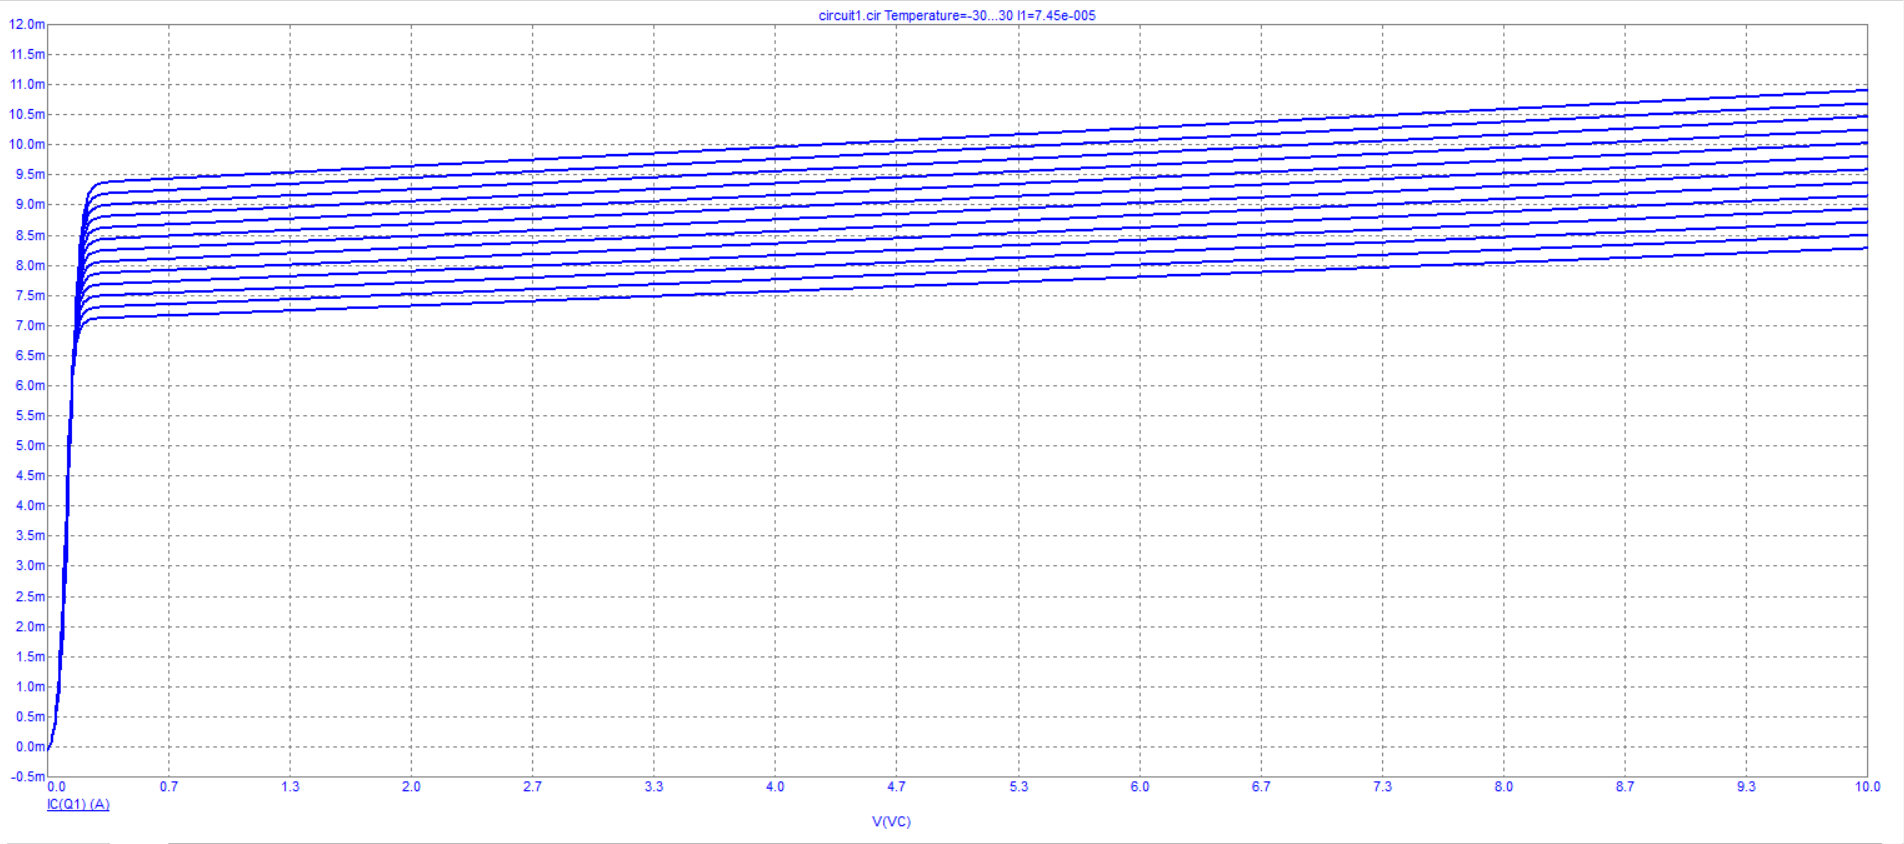 circuit1.cir Temperature=-30...30 I1=7.45e-005
12.0m
11.5m
11.0m
10.5m
10.0m
9.5m
9.0m
8.5m
8.0m
7.5m
7.0m
6.5m
6.0m
5.5m
5.0m
4.5m
4.0m
3.5m
3.0m
2.5m
2.0m
1.5m
1.0m
0.5m
0.0m
-0.5m
0.0 0.7 1.3 2.0 2.7 3.3 4.0 4.7 5.3 6.0 6.7 7.3 8.0 8.7 9.3 10.0
IC(Q1) (A)
V(VC)